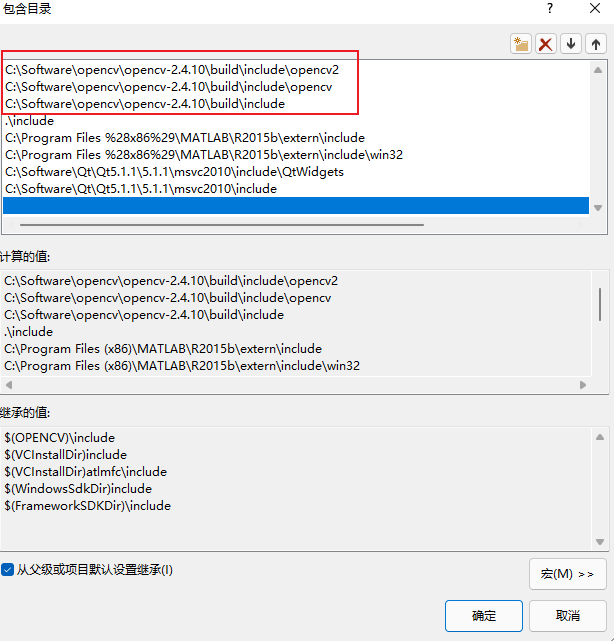 包含目录
?
C:\Software\opencv\opencv-2.4.10\build\include\opencv2
C:\Software\opencv\opencv-2.4.10\build\include\opencv
C:\Software\opencv\opencv-2.4.10\build\include
.\include
C:\Program Files %28x86%29\MATLAB\R2015b\extern\include
C:\Program Files %28x86%29\MATLAB\R2015b\extern\include\win32
C:\Software\Qt\Qt5.1.1\5.1.1\msvc2010\include\QtWidgets
C:\Software\Qt\Qt5.1.1\5.1.1\msvc2010\include
计算的值:
C:\Software\opencv\opencv-2.4.10\build\include\opencv2
C:\Software\opencv\opencv-2.4.10\build\include\opencv
C:\Software\opencv\opencv-2.4.10\build\include
.\include
C:\Program Files (x86)\MATLAB\R2015b\extern\include
C:\Program Files (x86)\MATLAB\R2015b\extern\include\win32
继承的值:
$(OPENCV)\include
$(VCInstallDir)include
$(VCInstallDir)atlmfc\include
$(WindowsSdkDir)include
$(FrameworkSDKDir)\include
从父级或项目默认设置继承(I)
宏(M) >>
确定
取消